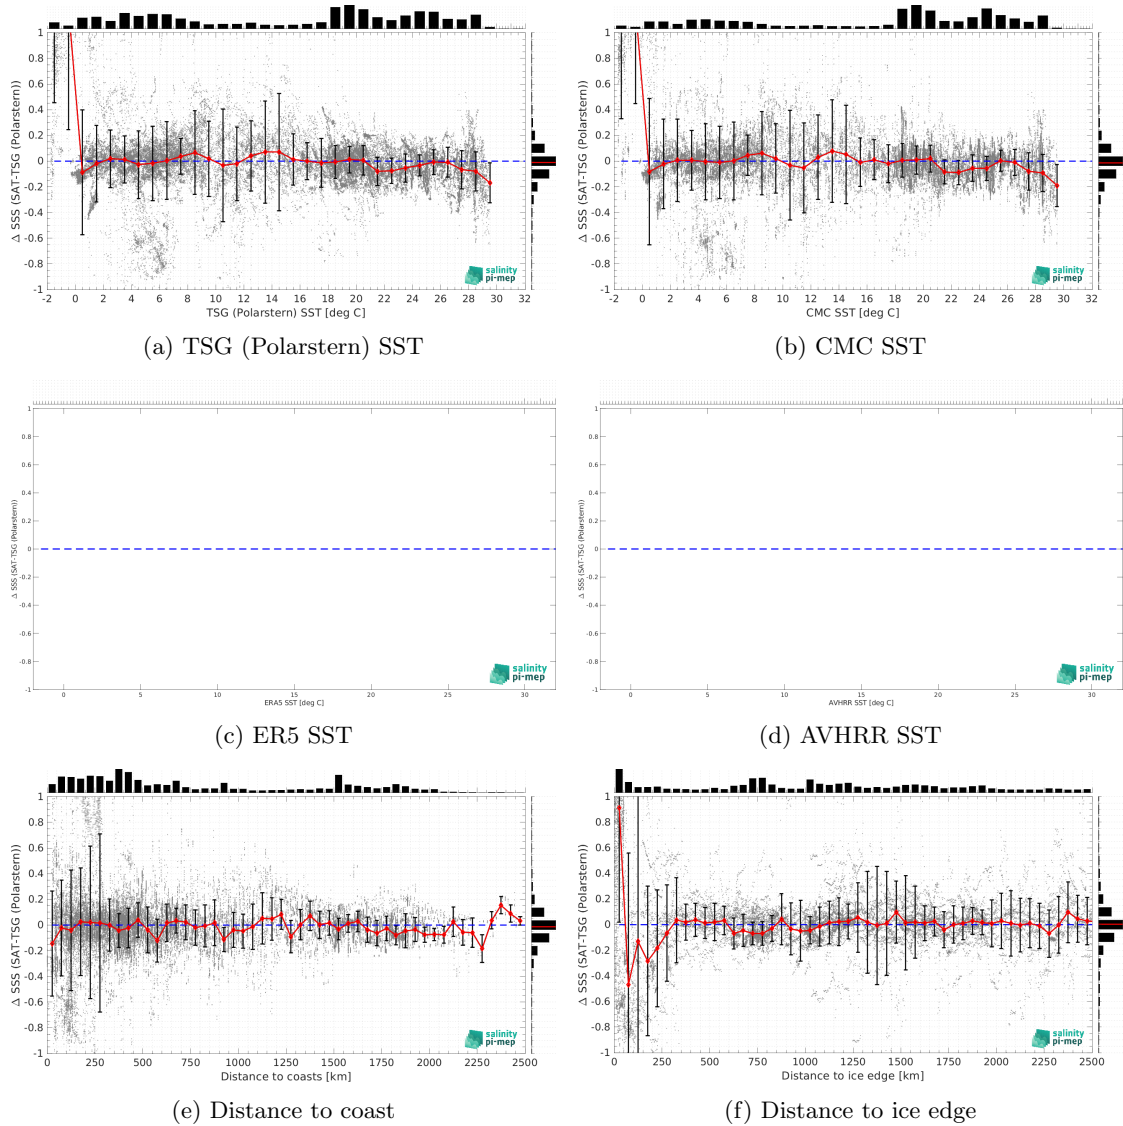 1
0.8
0.6
0.4
0.2
0
-0.2
-0.4
-0.6
-0.8
-1
Δ SSS (SAT-TSG (Polarstern))
-2 0 2 4 6 8 10 12 14 16 18 20 22 24 26 28 30 32
TSG (Polarstern) SST [deg C]
salinity
pi-mep
(a) TSG (Polarstern) SST
1
0.8
0.6
0.4
0.2
0
-0.2
-0.4
-0.6
-0.8
-1
Δ SSS (SAT-TSG (Polarstern))
-2 0 2 4 6 8 10 12 14 16 18 20 22 24 26 28 30 32
CMC SST [deg C]
salinity
pi-mep
(b) CMC SST
1
0.8
0.6
0.4
0.2
0
-0.2
-0.4
-0.6
-0.8
-1
Δ SSS (SAT-TSG (Polarstern))
0 5 10 15 20 25 30
ERA5 SST [deg C]
salinity
pi-mep
(c) ER5 SST
1
0.8
0.6
0.4
0.2
0
-0.2
-0.4
-0.6
-0.8
-1
Δ SSS (SAT-TSG (Polarstern))
0 5 10 15 20 25 30
AVHRR SST [deg C]
salinity
pi-mep
(d) AVHRR SST
1
0.8
0.6
0.4
0.2
0
-0.2
-0.4
-0.6
-0.8
-1
Δ SSS (SAT-TSG (Polarstern))
0 250 500 750 1000 1250 1500 1750 2000 2250 2500
Distance to coasts [km]
salinity
pi-mep
(e) Distance to coast
1
0.8
0.6
0.4
0.2
0
-0.2
-0.4
-0.6
-0.8
-1
Δ SSS (SAT-TSG (Polarstern))
0 250 500 750 1000 1250 1500 1750 2000 2250 2500
Distance to ice edge [km]
salinity
pi-mep
(f) Distance to ice edge